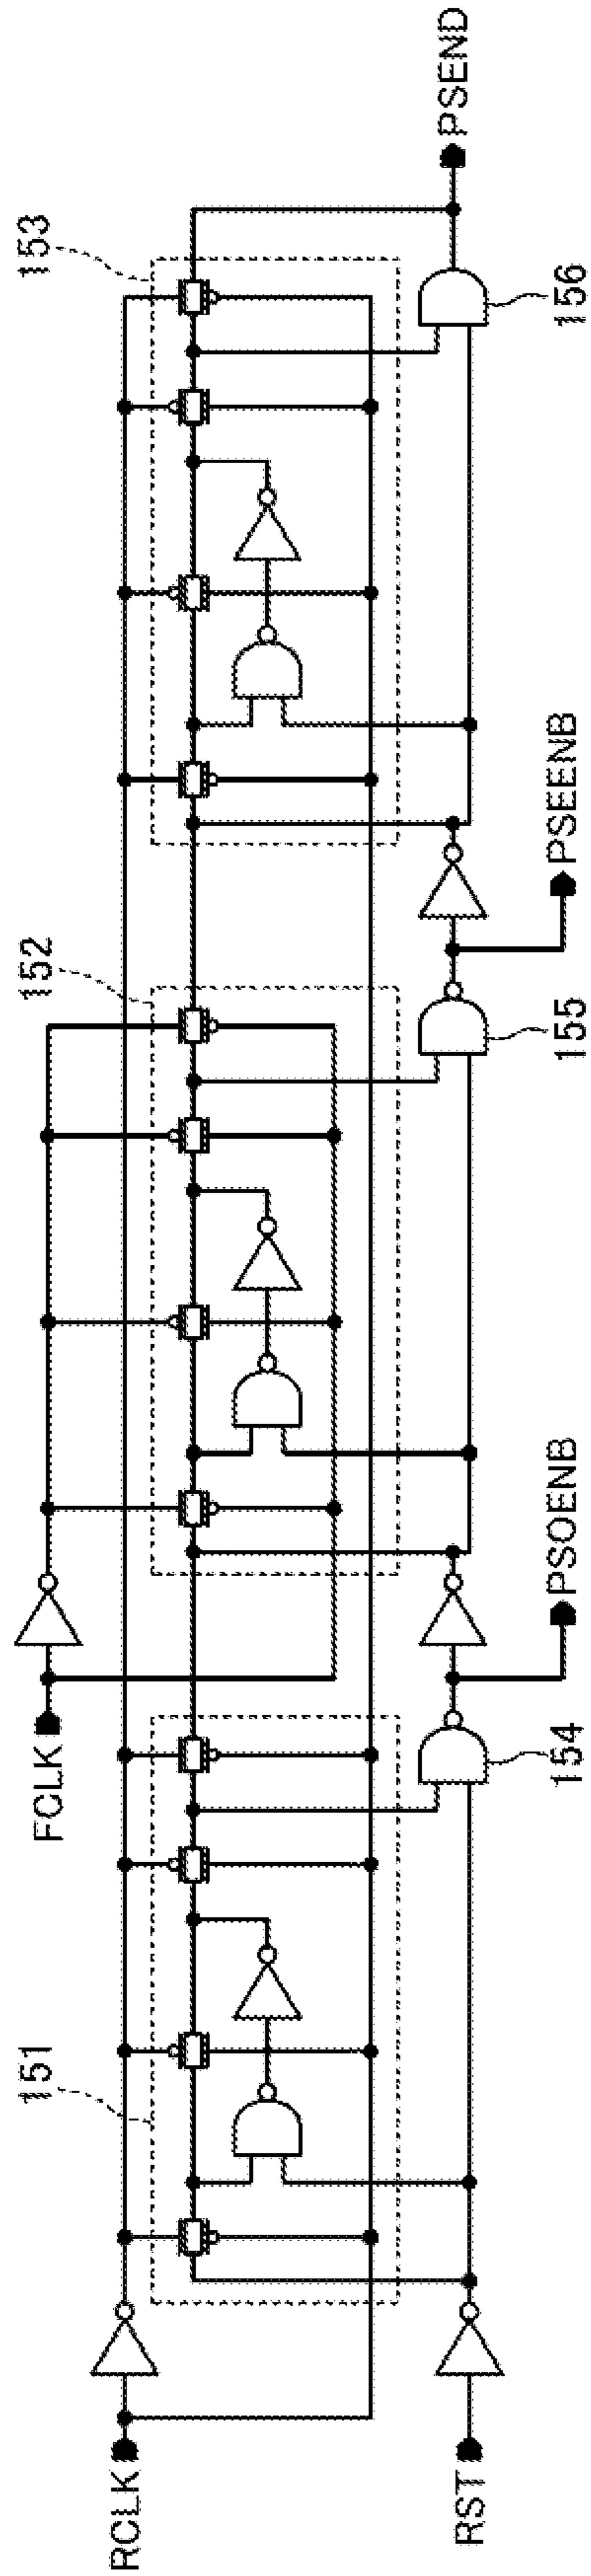 RCLK
RST
FCLK
151
152
153
154
155
156
PSOENB
PSEENB
PSEND